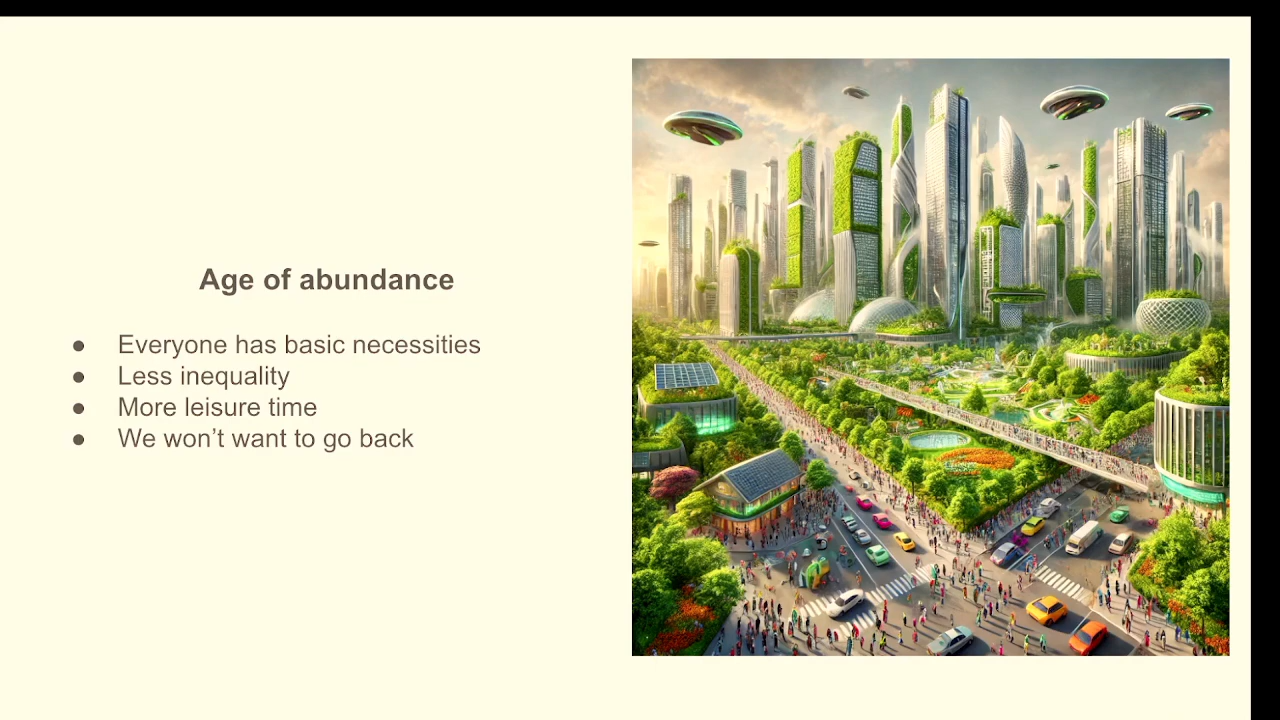 Age of abundance
● Everyone has basic necessities
● Less inequality
● More leisure time
● We won’t want to go back